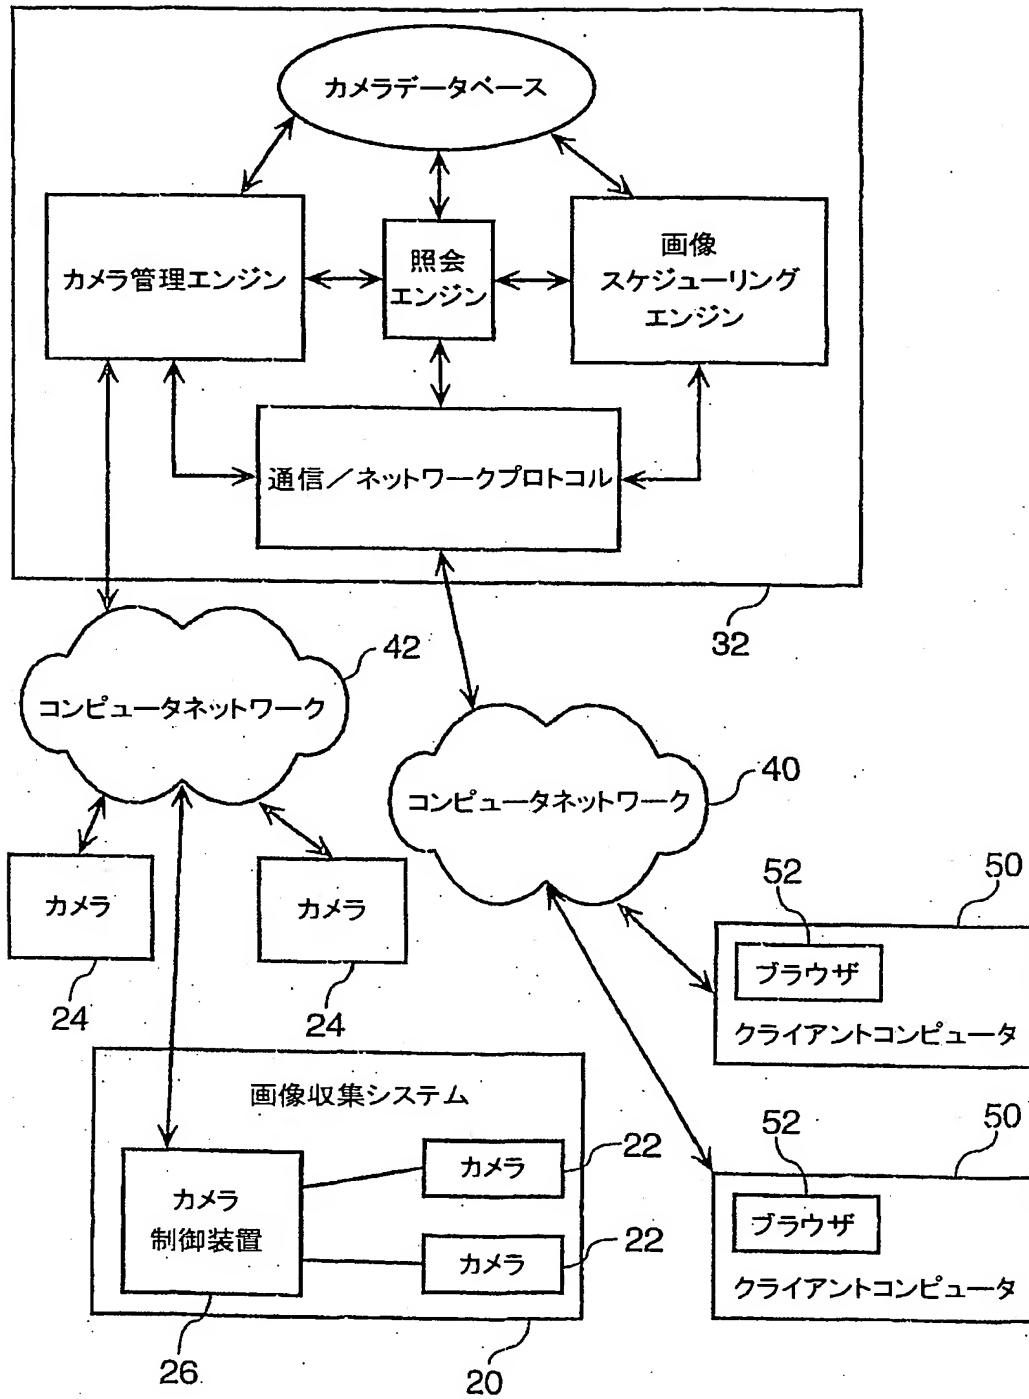 カメラデータベース
カメラ管理エンジン
照会
エンジン
画像
スケジューリング
エンジン
通信／ネットワークプロトコル
32
42
コンピュータネットワーク
40
コンピュータネットワーク
カメラ
カメラ
24
24
52
50
ブラウザ
クライアントコンピュータ
画像収集システム
カメラ
制御装置
カメラ
22
カメラ
22
26
20
52
50
ブラウザ
クライアントコンピュータ